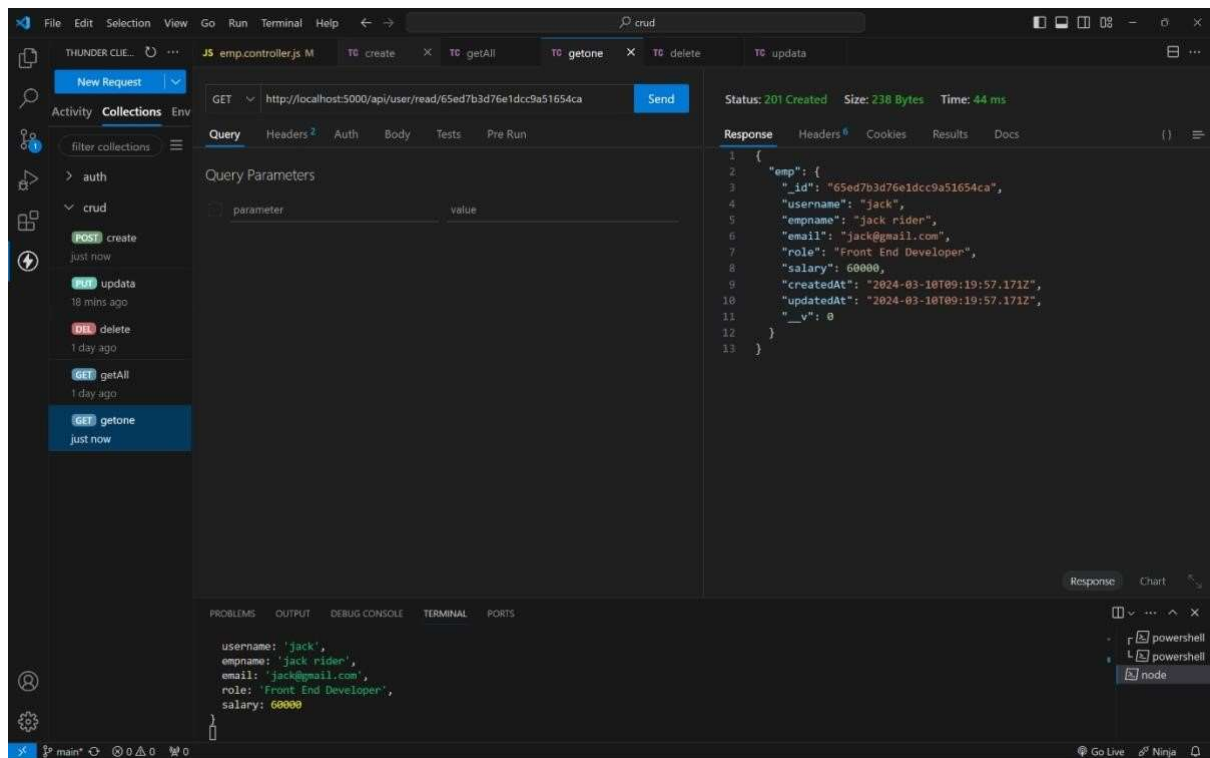 File Edit Selection View Go Run Terminal Help crud
THUNDER CLIE...
New Request
Activity Collections Env
filter collections
auth
crud
POST create
just now
PUT updata
18 mins ago
DEL delete
1 day ago
GET getAll
1 day ago
GET getone
just now
JS emp.controller.js M TC create TC getAll TC getone TC delete TC updata
GET http://localhost:5000/api/user/read/65ed7b3d76e1dcc9a51654ca Send
Query Headers 2 Auth Body Tests Pre Run
Query Parameters
parameter value
Status: 201 Created Size: 238 Bytes Time: 44 ms
Response Headers 6 Cookies Results Docs {}
1 {
2 "emp": {
3 "_id": "65ed7b3d76e1dcc9a51654ca",
4 "username": "jack",
5 "empname": "jack rider",
6 "email": "jack@gmail.com",
7 "role": "Front End Developer",
8 "salary": 60000,
9 "createdAt": "2024-03-10T09:19:57.171Z",
10 "updatedAt": "2024-03-10T09:19:57.171Z",
11 "__v": 0
12 }
13 }
Response Chart
PROBLEMS OUTPUT DEBUG CONSOLE TERMINAL PORTS
username: 'jack',
empname: 'jack rider',
email: 'jack@gmail.com',
role: 'Front End Developer',
salary: 60000
}
powershell
powershell
node
main* 0 0 0 Go Live Ninja